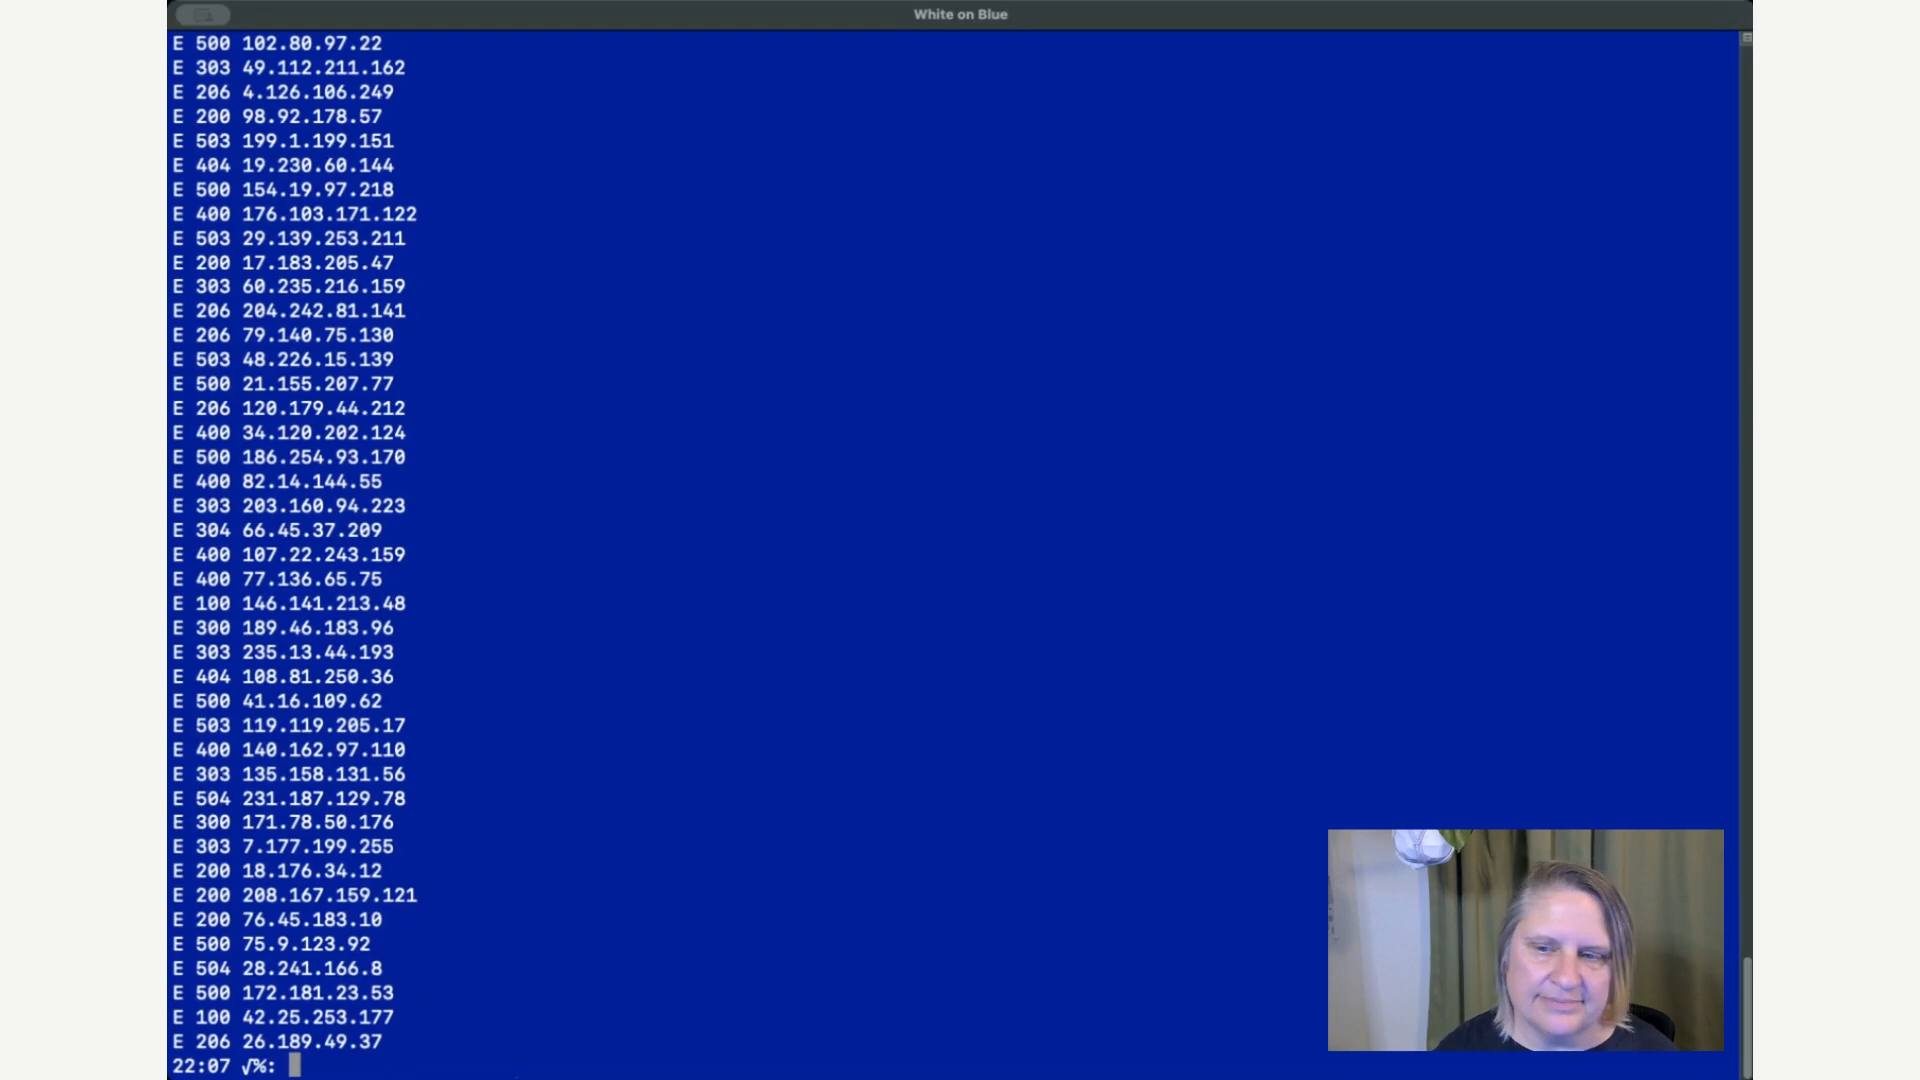 White on Blue
E 500 102.80.97.22
E 303 49.112.211.162
E 206 4.126.106.249
E 200 98.92.178.57
E 503 199.1.199.151
E 404 19.230.60.144
E 500 154.19.97.218
E 400 176.103.171.122
E 503 29.139.253.211
E 200 17.183.205.47
E 303 60.235.216.159
E 206 204.242.81.141
E 206 79.140.75.130
E 503 48.226.15.139
E 500 21.155.207.77
E 206 120.179.44.212
E 400 34.120.202.124
E 500 186.254.93.170
E 400 82.14.144.55
E 303 203.160.94.223
E 304 66.45.37.209
E 400 107.22.243.159
E 400 77.136.65.75
E 100 146.141.213.48
E 300 189.46.183.96
E 303 235.13.44.193
E 404 108.81.250.36
E 500 41.16.109.62
E 503 119.119.205.17
E 400 140.162.97.110
E 303 135.158.131.56
E 504 231.187.129.78
E 300 171.78.50.176
E 303 7.177.199.255
E 200 18.176.34.12
E 200 208.167.159.121
E 200 76.45.183.10
E 500 75.9.123.92
E 504 28.241.166.8
E 500 172.181.23.53
E 100 42.25.253.177
E 206 26.189.49.37
22:07 √%: